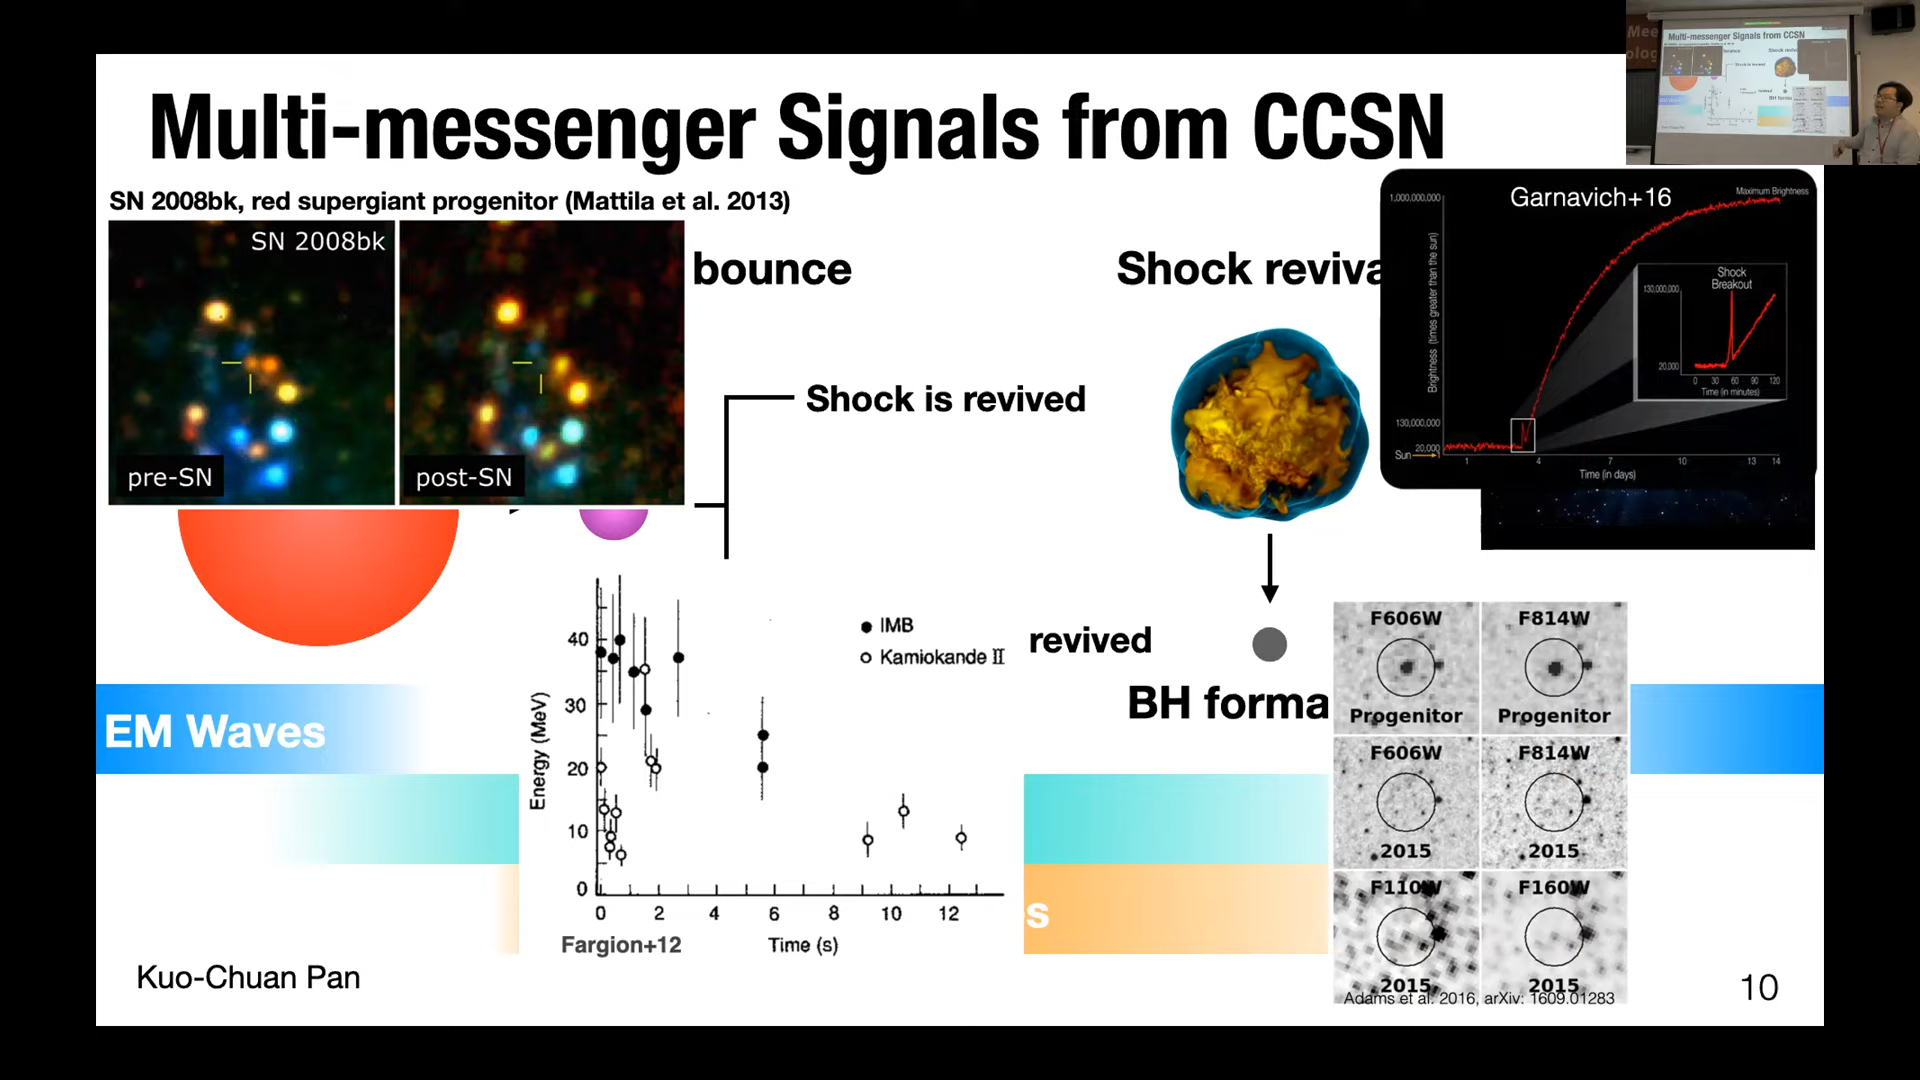 Multi-messenger Signals from CCSN
SN 2008bk, red supergiant progenitor (Mattila et al. 2013)
SN 2008bk
pre-SN
post-SN
bounce
Shock reviva
Shock is revived
Garnavich+16
Maximum Brightness
1,000,000,000
Brightness (times greater than the sun)
130,000,000
20,000
Sun
1
4
7
10
13
14
Time (in days)
Shock
Breakout
130,000,000
20,000
0 30 60 90 120
Time (in minutes)
revived
BH forma
EM Waves
IMB
Kamiokande II
Energy (MeV)
40
30
20
10
0
0 2 4 6 8 10 12
Time (s)
Fargion+12
s
F606W
F814W
Progenitor
Progenitor
F606W
F814W
2015
2015
F110W
F160W
2015
2015
Adams et al. 2016, arXiv: 1609.01283
Kuo-Chuan Pan
10
Multi-messenger Signals from CCSN